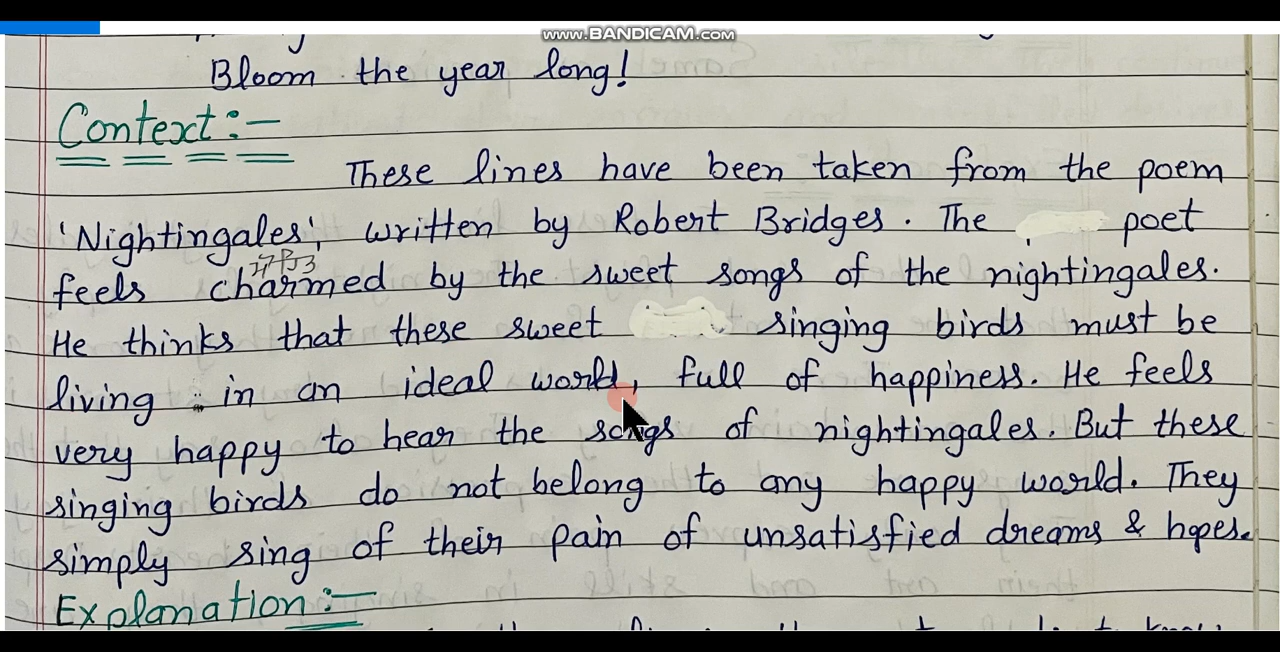 WWW.BANDICAM.COM
Bloom the year long!
Context:-
These lines have been taken from the poem
'Nightingales', written by Robert Bridges. The poet
feels charmed by the sweet songs of the nightingales.
He thinks that these sweet singing birds must be
living in an ideal world, full of happiness. He feels
very happy to hear the songs of nightingales. But these
singing birds do not belong to any happy world. They
simply sing of their pain of unsatisfied dreams & hopes.
Explanation:-